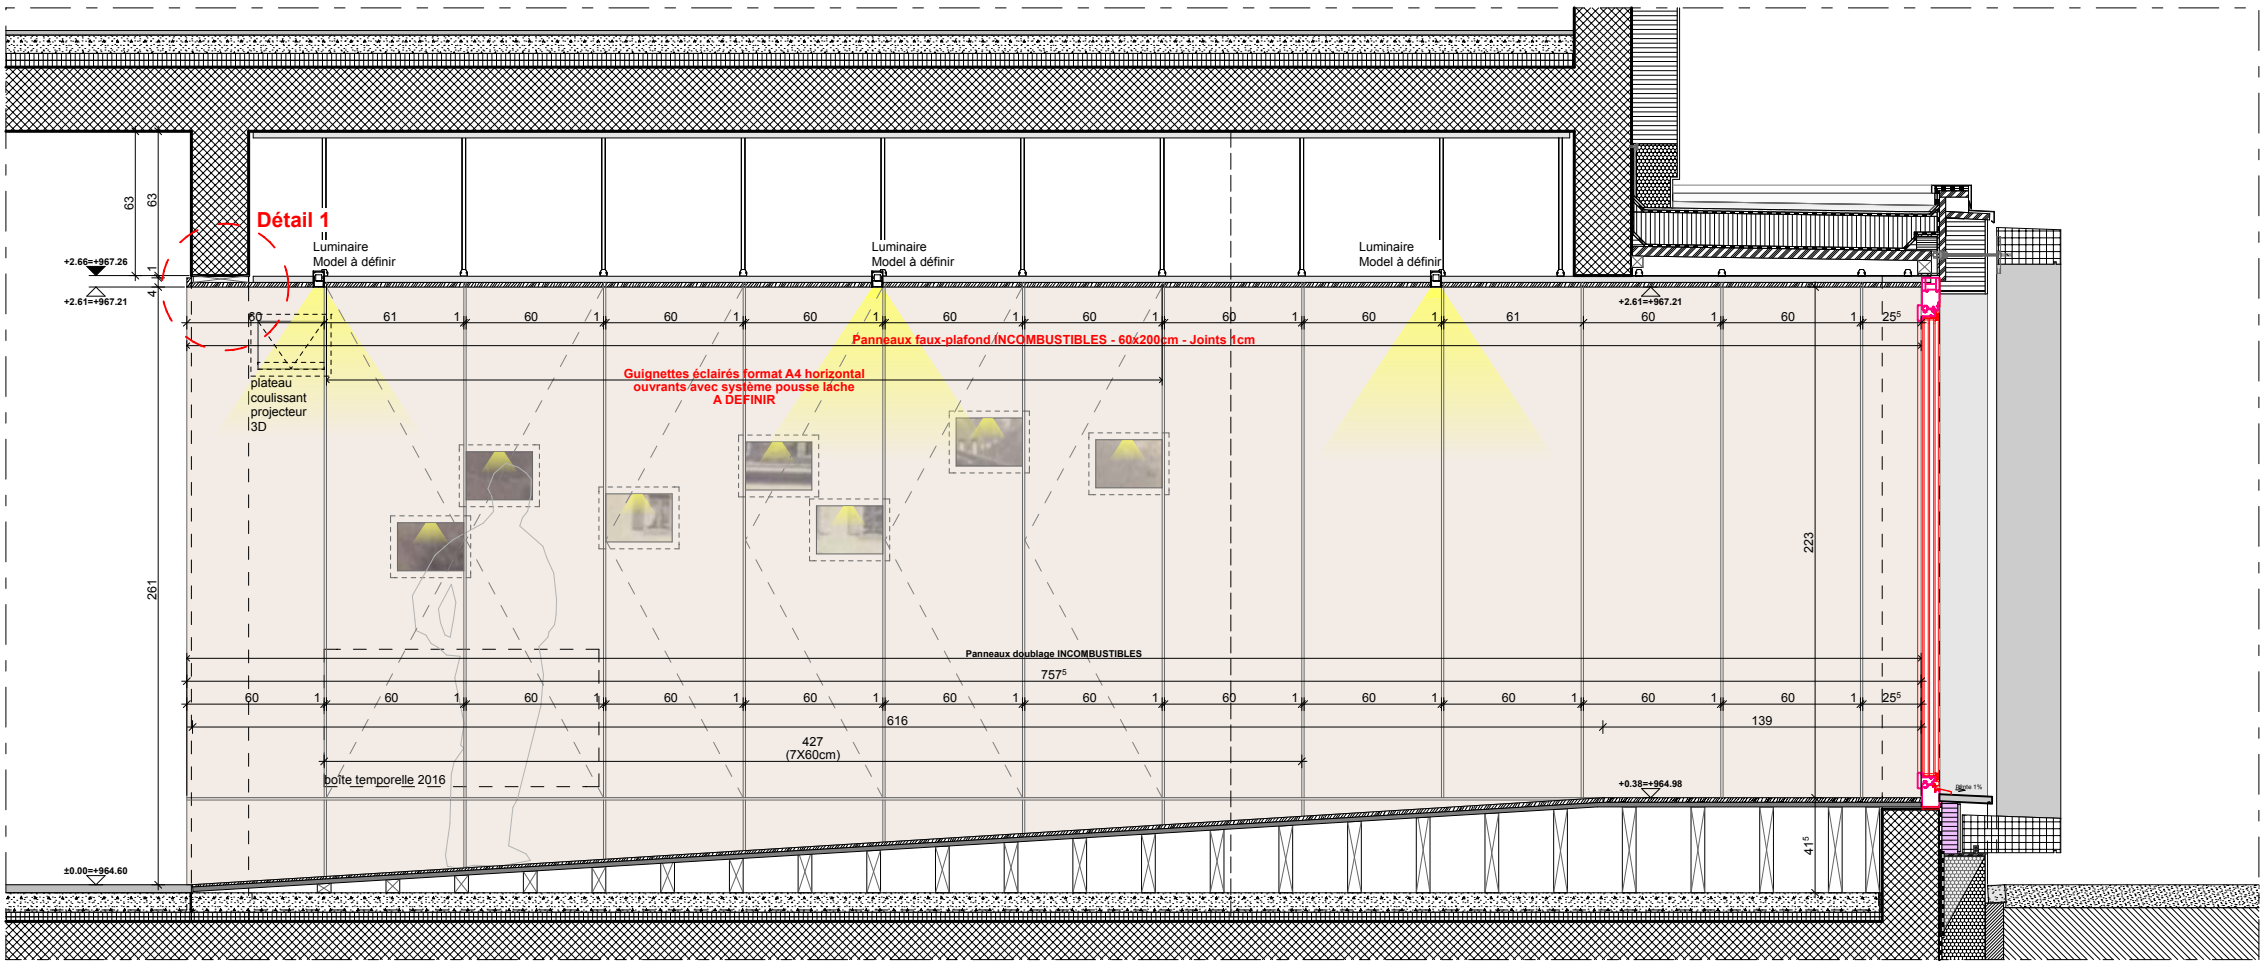 63
63
Détail 1
Luminaire
Model à définir
Luminaire
Model à définir
Luminaire
Model à définir
+2.66=+967.26
1
4
+2.61=+967.21
+2.61=+967.21
60 61 1 60 1 60 1 60 1 60 1 60 1 60 1 60 1 61 60 1 60 1 25⁵
Panneaux faux-plafond INCOMBUSTIBLES - 60x200cm - Joints 1cm
Guignettes éclairés format A4 horizontal
ouvrants avec système pousse lâche
A DEFINIR
plateau
coulissant
projecteur
3D
261
223
Panneaux doublage INCOMBUSTIBLES
757⁵
60 1 60 1 60 1 60 1 60 1 60 1 60 1 60 1 60 1 60 1 60 1 60 1 25⁵
616
139
427
(7X60cm)
boîte temporelle 2016
+0.38=+964.98
Pente 1%
41⁵
±0.00=+964.60